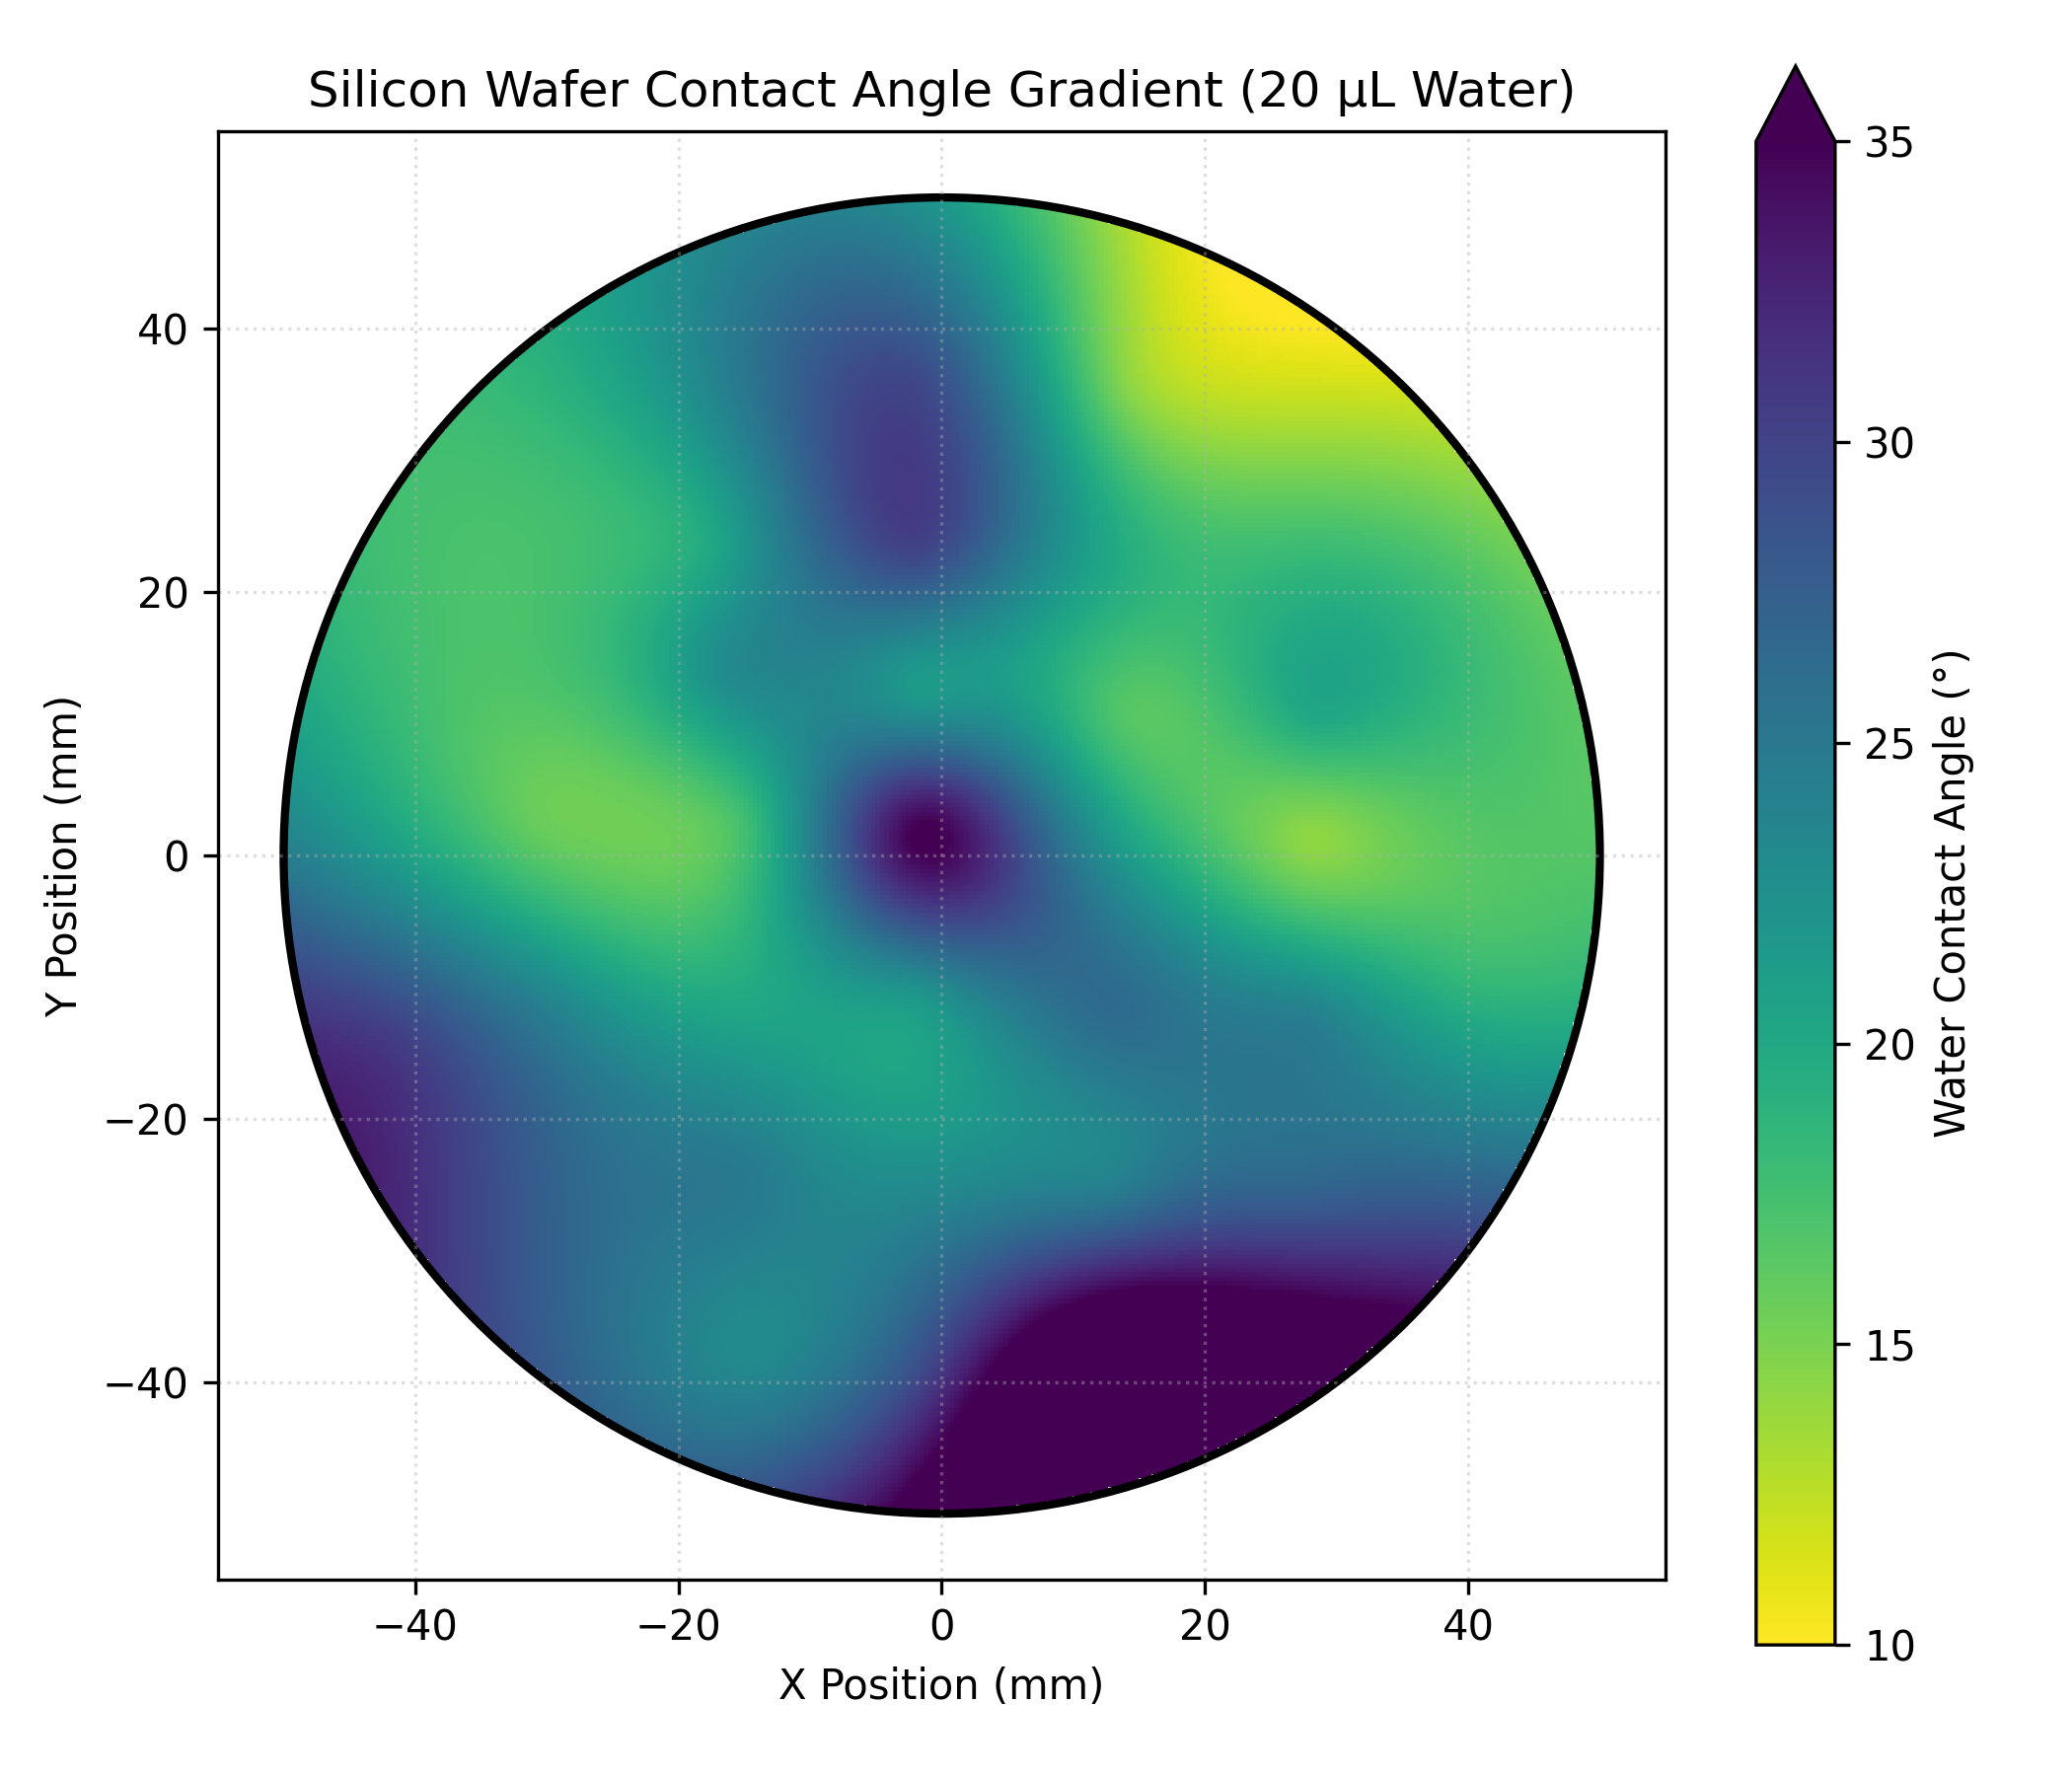 Silicon Wafer Contact Angle Gradient (20 µL Water)
40
20
0
−20
−40
Y Position (mm)
−40 −20 0 20 40
X Position (mm)
35
30
25
20
15
10
Water Contact Angle (°)